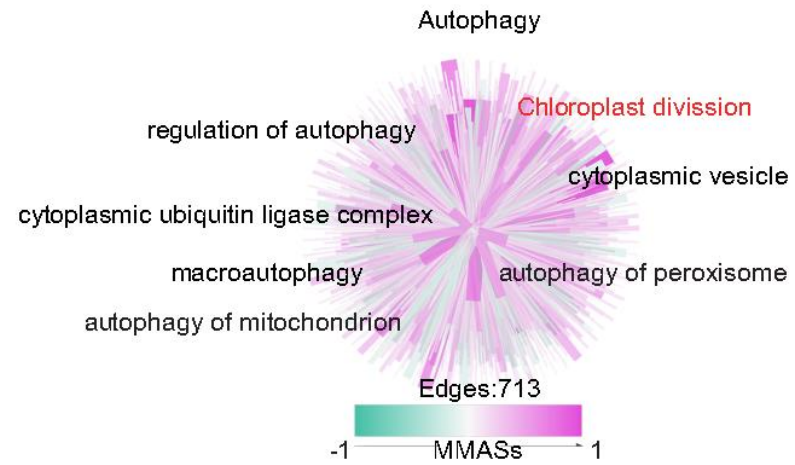 Autophagy
Chloroplast divission
regulation of autophagy
cytoplasmic vesicle
cytoplasmic ubiquitin ligase complex
macroautophagy
autophagy of peroxisome
autophagy of mitochondrion
Edges:713
-1 MMASs 1